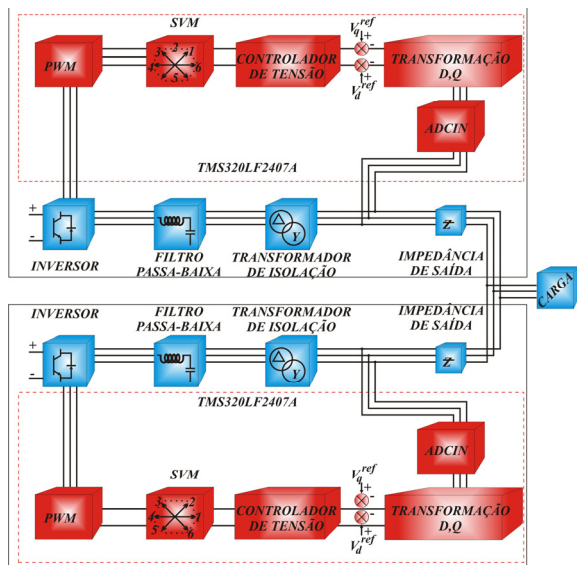 SVM
V_q^ref
+
-
-
+
V_d^ref
PWM
3 2 1
4 6
5
CONTROLADOR
DE TENSÃO
TRANSFORMAÇÃO
D,Q
ADCIN
TMS320LF2407A
+
-
Δ
Y
Z
INVERSOR
FILTRO
PASSA-BAIXA
TRANSFORMADOR
DE ISOLAÇÃO
IMPEDÂNCIA
DE SAÍDA
CARGA
INVERSOR
FILTRO
PASSA-BAIXA
TRANSFORMADOR
DE ISOLAÇÃO
IMPEDÂNCIA
DE SAÍDA
+
-
Δ
Y
Z
TMS320LF2407A
ADCIN
SVM
V_q^ref
+
-
-
+
V_d^ref
PWM
3 2
4 1
5 6
CONTROLADOR
DE TENSÃO
TRANSFORMAÇÃO
D,Q